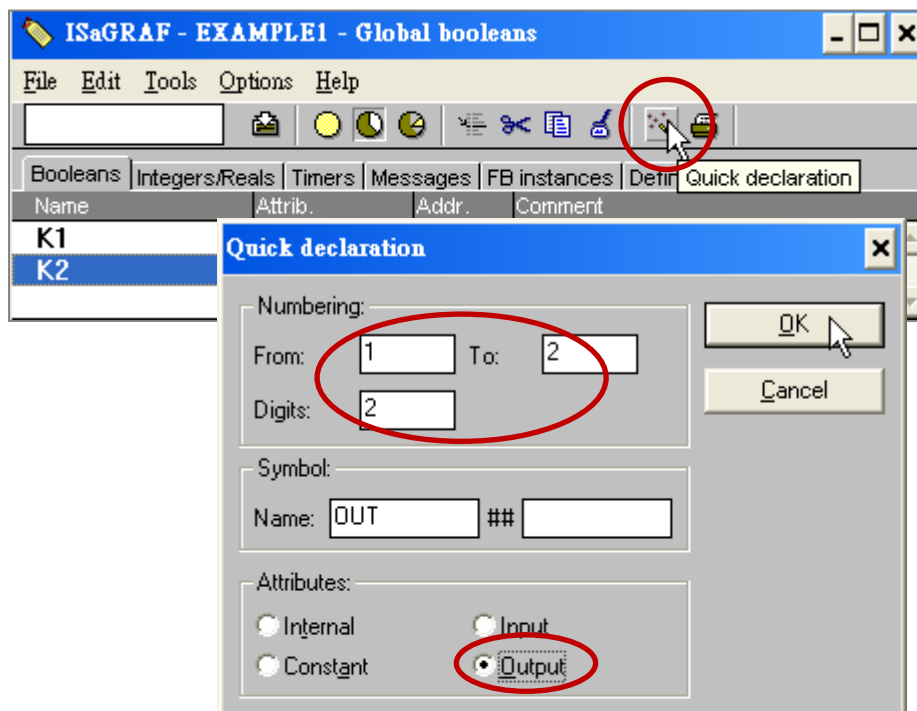 ISaGRAF - EXAMPLE1 - Global booleans
File Edit Tools Options Help
Booleans Integers/Reals Timers Messages FB instances Defin
Quick declaration
Name Attrib. Addr. Comment
K1
K2
Quick declaration
Numbering:
From: 1 To: 2
Digits: 2
OK
Cancel
Symbol:
Name: OUT ##
Attributes:
Internal Input
Constant Output